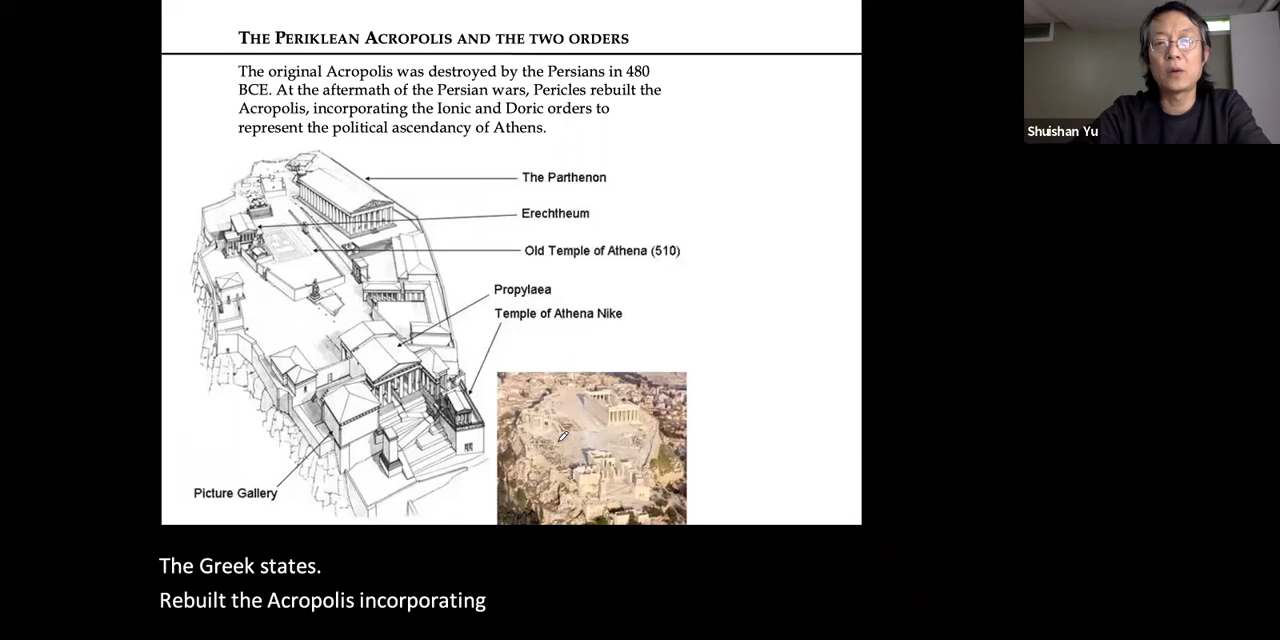 THE PERIKLEAN ACROPOLIS AND THE TWO ORDERS
The original Acropolis was destroyed by the Persians in 480
BCE. At the aftermath of the Persian wars, Pericles rebuilt the
Acropolis, incorporating the Ionic and Doric orders to
represent the political ascendancy of Athens.
The Parthenon
Erechtheum
Old Temple of Athena (510)
Propylaea
Temple of Athena Nike
Picture Gallery
Shuishan Yu
The Greek states.
Rebuilt the Acropolis incorporating